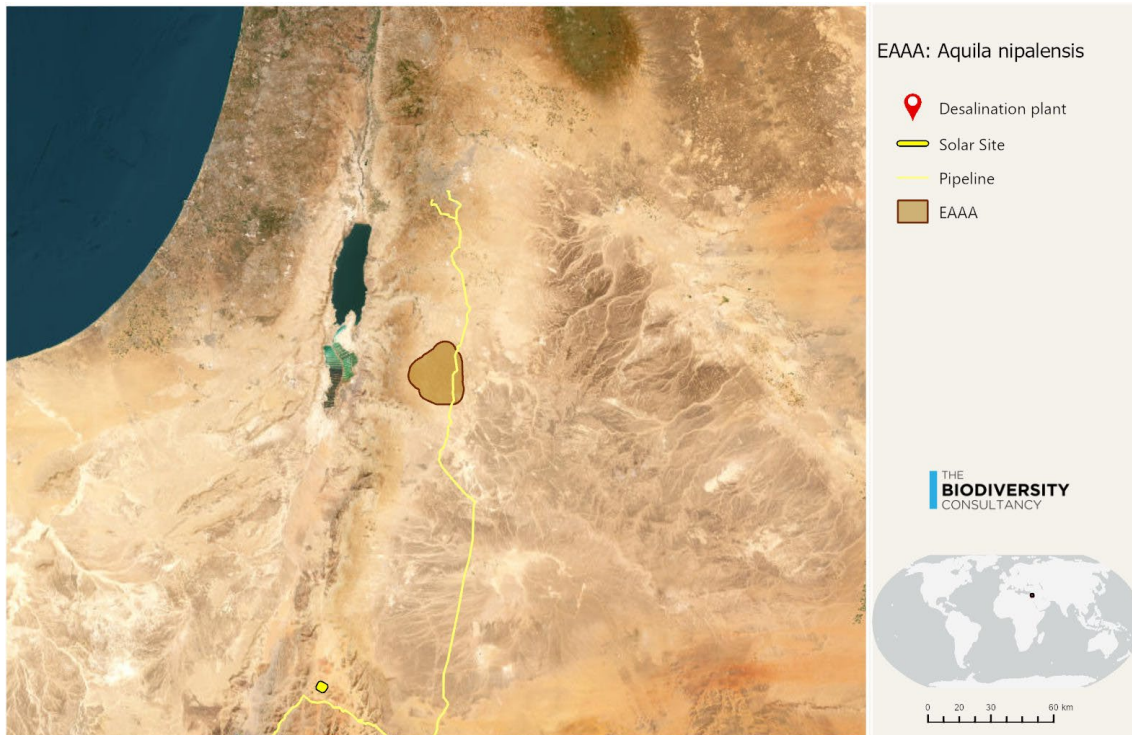 EAAA: Aquila nipalensis
Desalination plant
Solar Site
Pipeline
EAAA
THE
BIODIVERSITY
CONSULTANCY
0 20 30 60 km